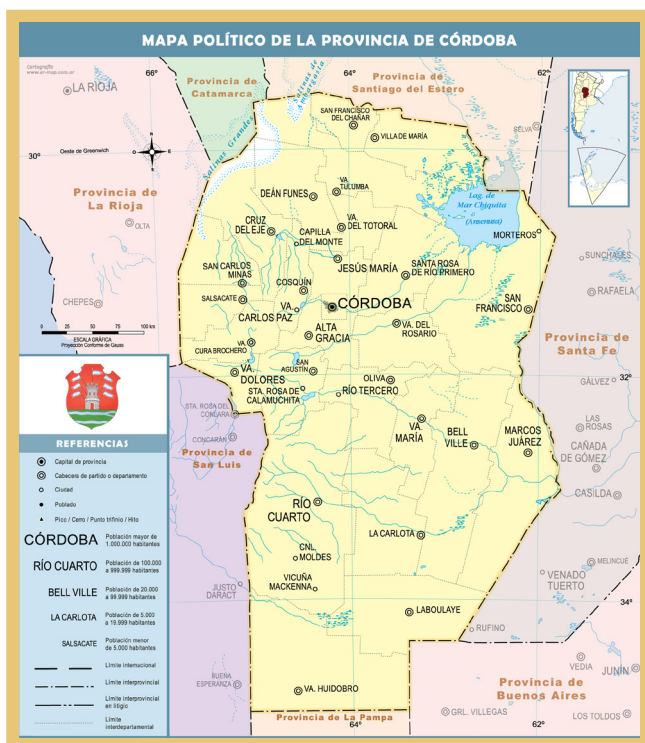 MAPA POLÍTICO DE LA PROVINCIA DE CÓRDOBA
Cartografía
www.ar-map.com.ar
66°
64°
62°
LA RIOJA
Provincia de
Catamarca
Salinas de
Ambargasta
Provincia de
Santiago del Estero
SAN FRANCISCO
DEL CHAÑAR
VILLA DE MARÍA
SELVA
Salinas Grandes
30°
Oeste de Greenwich
N
O
E
S
Provincia de
La Rioja
OLTA
DEÁN FUNES
VA.
TULUMBA
Lag. de
Mar Chiquita
(Ansenuza)
CRUZ
DEL EJE
CAPILLA
DEL MONTE
VA.
DEL TOTORAL
MORTEROS
SUNCHALES
SAN CARLOS
MINAS
JESÚS MARÍA
SANTA ROSA
DE RÍO PRIMERO
COSQUÍN
SALSACATE
CHEPES
CÓRDOBA
SAN
FRANCISCO
RAFAELA
VA.
CARLOS PAZ
0
25
50
75
100 km
ESCALA GRÁFICA
Proyección Conforme de Gauss
ALTA
GRACIA
VA. DEL
ROSARIO
Provincia de
Santa Fe
VA.
CURA BROCHERO
VA.
DOLORES
SAN
AGUSTÍN
OLIVA
32°
GÁLVEZ
STA. ROSA DE
CALAMUCHITA
RÍO TERCERO
STA. ROSA DEL
CONLARA
CONCARÁN
VA.
MARÍA
BELL
VILLE
MARCOS
JUÁREZ
LAS
ROSAS
CAÑADA
DE GÓMEZ
Provincia de
San Luis
CASILDA
RÍO
CUARTO
LA CARLOTA
CNL.
MOLDES
MELINCUÉ
VICUÑA
MACKENNA
JUSTO
DARACT
VENADO
TUERTO
LABOULAYE
34°
RUFINO
VEDIA
JUNÍN
BUENA
ESPERANZA
VA. HUIDOBRO
Provincia de
Buenos Aires
GRL. VILLEGAS
LOS TOLDOS
Provincia de La Pampa
64°
62°
REFERENCIAS
Capital de provincia
Cabecera de partido o departamento
Ciudad
Poblado
Pico / Cerro / Punto trifinio / Hito
CÓRDOBA Población mayor de
1.000.000 habitantes
RÍO CUARTO Población de 100.000
a 999.999 habitantes
BELL VILLE Población de 20.000
a 99.999 habitantes
LA CARLOTA Población de 5.000
a 19.999 habitantes
SALSACATE Población menor
de 5.000 habitantes
Límite internacional
Límite interprovincial
Límite interprovincial
en litigio
Límite
interdepartamental